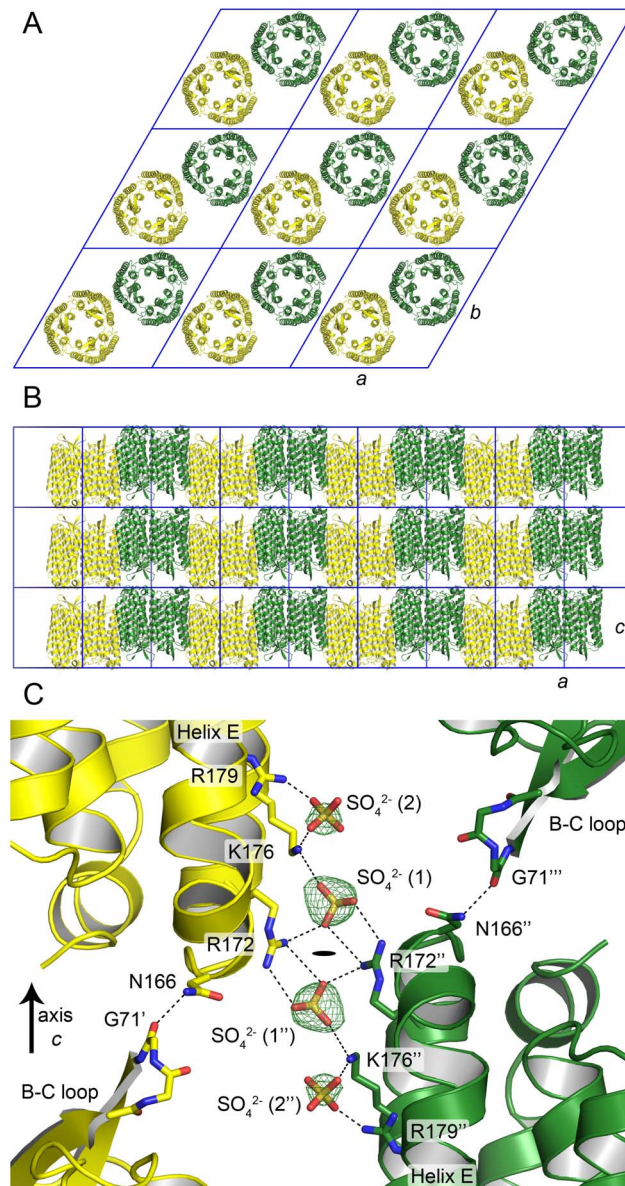 A
b
a
B
c
a
C
Helix E
R179
SO₄²⁻ (2)
B-C loop
K176
SO₄²⁻ (1)
G71'''
N166''
R172
R172''
N166
axis
c
G71'
SO₄²⁻ (1'')
K176''
B-C loop
SO₄²⁻ (2'')
R179''
Helix E